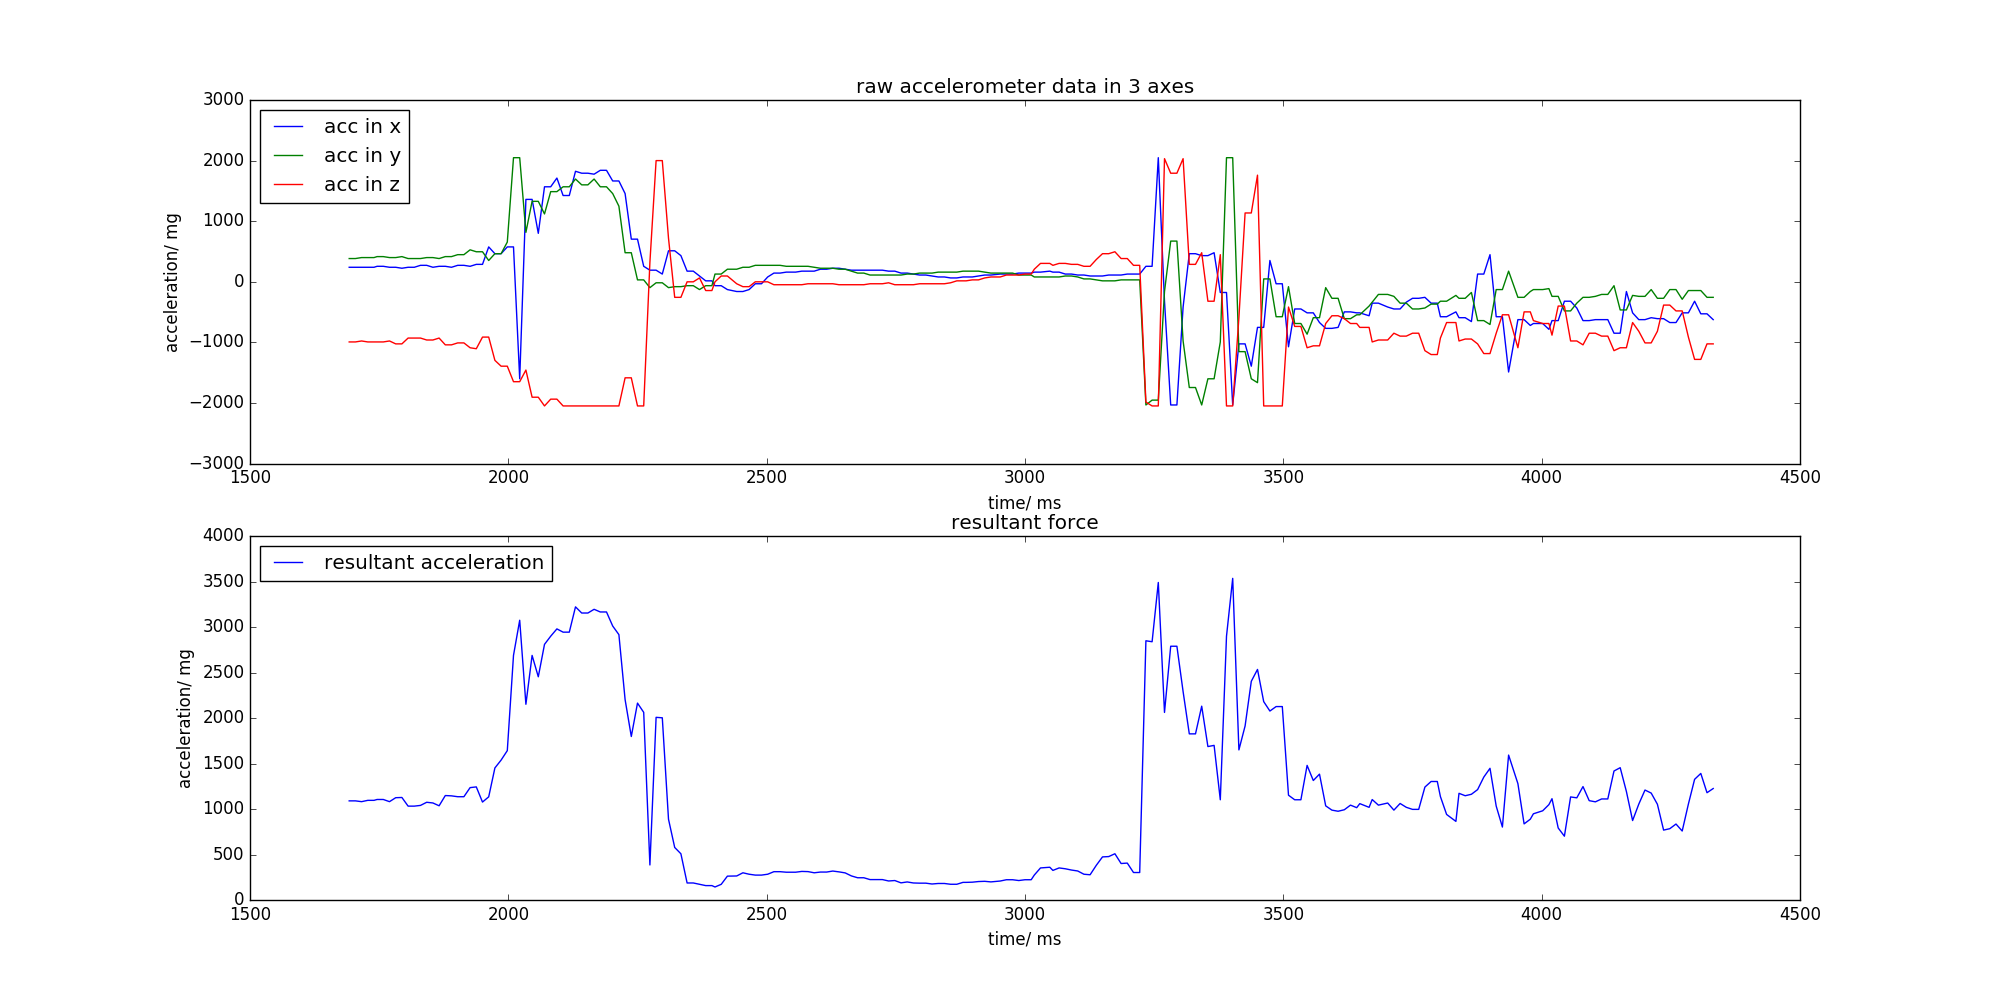 raw accelerometer data in 3 axes
3000
2000
1000
0
−1000
−2000
−3000
acceleration/ mg
acc in x
acc in y
acc in z
1500 2000 2500 3000 3500 4000 4500
time/ ms
resultant force
4000
3500
3000
2500
2000
1500
1000
500
0
acceleration/ mg
resultant acceleration
1500 2000 2500 3000 3500 4000 4500
time/ ms